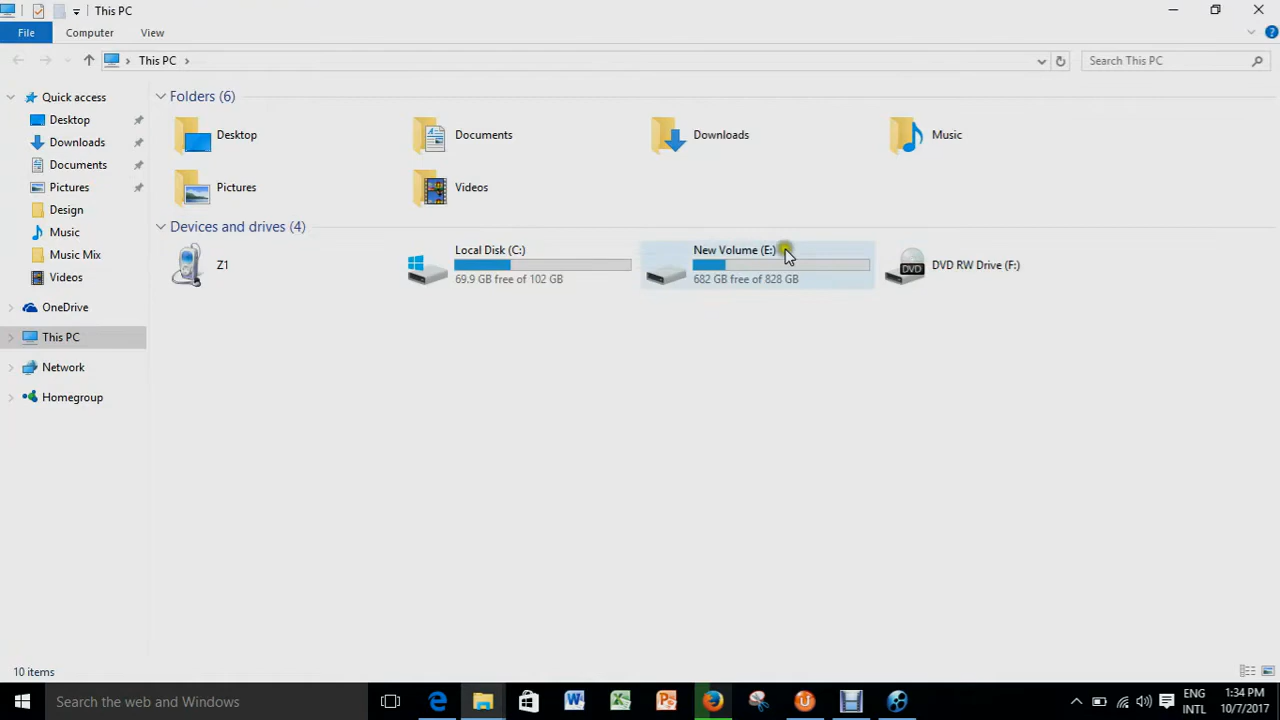 This PC
File Computer View
This PC
Search This PC
Quick access
Desktop
Downloads
Documents
Pictures
Design
Music
Music Mix
Videos
OneDrive
This PC
Network
Homegroup
Folders (6)
Desktop
Documents
Downloads
Music
Pictures
Videos
Devices and drives (4)
Z1
Local Disk (C:)
69.9 GB free of 102 GB
New Volume (E:)
682 GB free of 828 GB
DVD
DVD RW Drive (F:)
10 items
Search the web and Windows
ENG
INTL
1:34 PM
10/7/2017